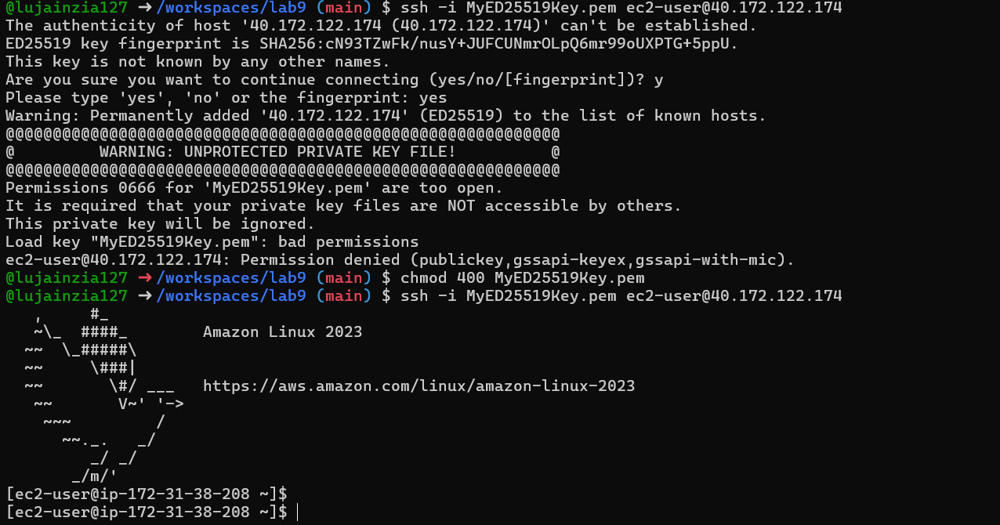 @lujainzia127 ➜ /workspaces/lab9 (main) $ ssh -i MyED25519Key.pem ec2-user@40.172.122.174
The authenticity of host '40.172.122.174 (40.172.122.174)' can't be established.
ED25519 key fingerprint is SHA256:cN93TZwFk/nusY+JUFCUNmrOLpQ6mr99oUXPTG+5ppU.
This key is not known by any other names.
Are you sure you want to continue connecting (yes/no/[fingerprint])? y
Please type 'yes', 'no' or the fingerprint: yes
Warning: Permanently added '40.172.122.174' (ED25519) to the list of known hosts.
@@@@@@@@@@@@@@@@@@@@@@@@@@@@@@@@@@@@@@@@@@@@@@@@@@@@@@@@@@@
@         WARNING: UNPROTECTED PRIVATE KEY FILE!          @
@@@@@@@@@@@@@@@@@@@@@@@@@@@@@@@@@@@@@@@@@@@@@@@@@@@@@@@@@@@
Permissions 0666 for 'MyED25519Key.pem' are too open.
It is required that your private key files are NOT accessible by others.
This private key will be ignored.
Load key "MyED25519Key.pem": bad permissions
ec2-user@40.172.122.174: Permission denied (publickey,gssapi-keyex,gssapi-with-mic).
@lujainzia127 ➜ /workspaces/lab9 (main) $ chmod 400 MyED25519Key.pem
@lujainzia127 ➜ /workspaces/lab9 (main) $ ssh -i MyED25519Key.pem ec2-user@40.172.122.174
   ,     #_
   ~\_  ####_        Amazon Linux 2023
  ~~  \_#####\
  ~~     \###|
  ~~       \#/ ___   https://aws.amazon.com/linux/amazon-linux-2023
   ~~       V~' '->
    ~~~         /
      ~~._.   _/
         _/ _/
       _/m/'
[ec2-user@ip-172-31-38-208 ~]$
[ec2-user@ip-172-31-38-208 ~]$